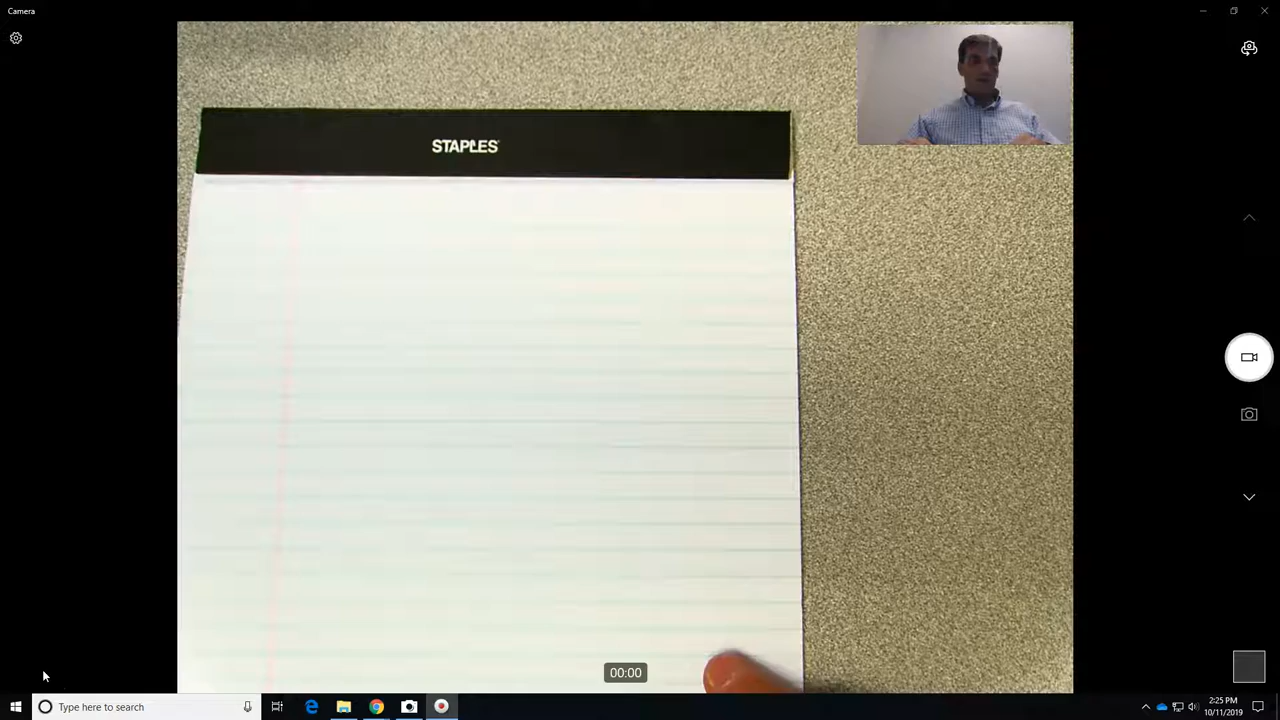 Camera
STAPLES
00:00
Type here to search
2:25 PM
10/11/2019